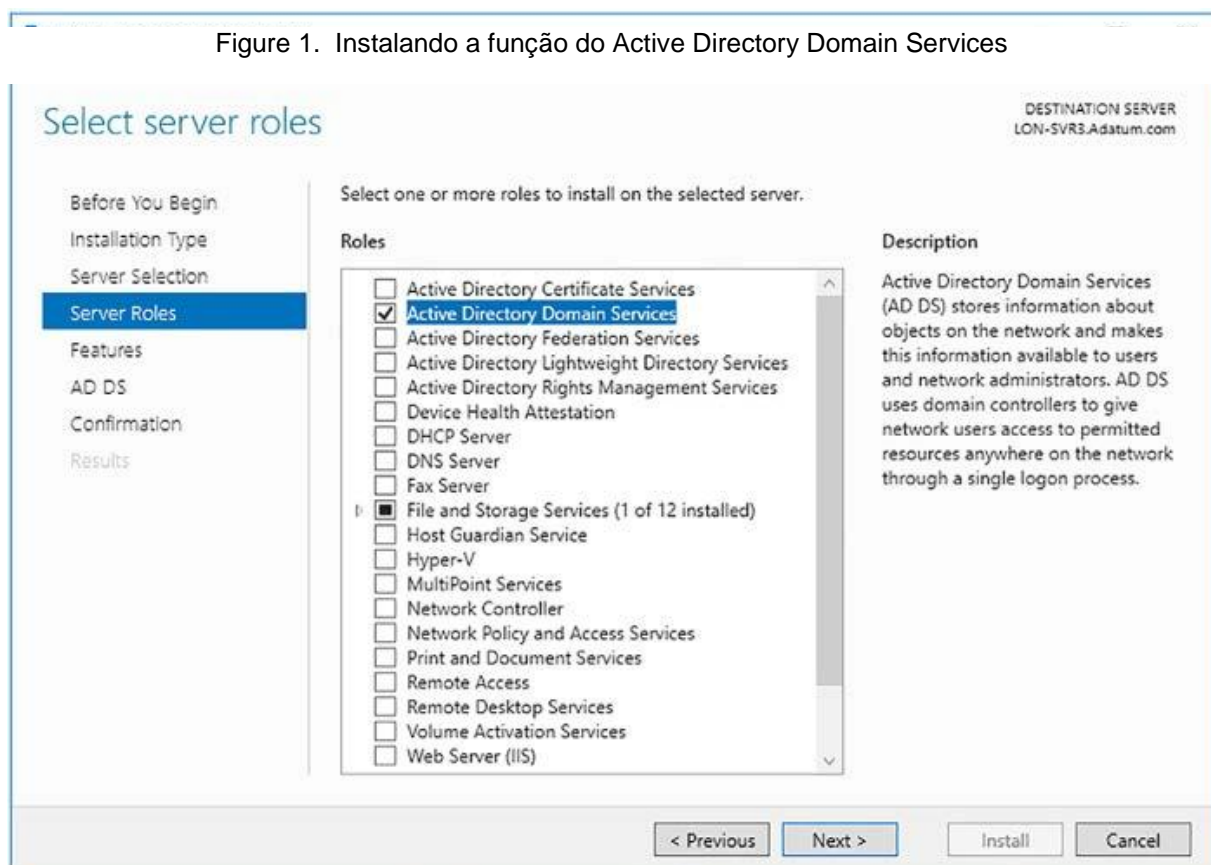 Figure 1. Instalando a função do Active Directory Domain Services
Select server roles
DESTINATION SERVER
LON-SVR3.Adatum.com
Before You Begin
Installation Type
Server Selection
Server Roles
Features
AD DS
Confirmation
Results
Select one or more roles to install on the selected server.
Roles
Active Directory Certificate Services
Active Directory Domain Services
Active Directory Federation Services
Active Directory Lightweight Directory Services
Active Directory Rights Management Services
Device Health Attestation
DHCP Server
DNS Server
Fax Server
File and Storage Services (1 of 12 installed)
Host Guardian Service
Hyper-V
MultiPoint Services
Network Controller
Network Policy and Access Services
Print and Document Services
Remote Access
Remote Desktop Services
Volume Activation Services
Web Server (IIS)
Description
Active Directory Domain Services
(AD DS) stores information about
objects on the network and makes
this information available to users
and network administrators. AD DS
uses domain controllers to give
network users access to permitted
resources anywhere on the network
through a single logon process.
< Previous
Next >
Install
Cancel